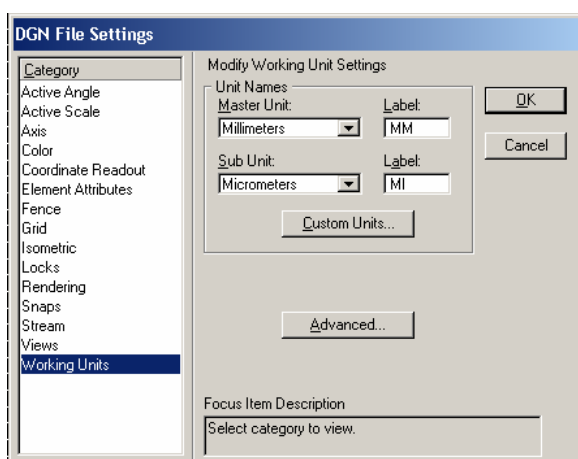 DGN File Settings
Category
Active Angle
Active Scale
Axis
Color
Coordinate Readout
Element Attributes
Fence
Grid
Isometric
Locks
Rendering
Snaps
Stream
Views
Working Units
Modify Working Unit Settings
Unit Names
Master Unit: Label:
Millimeters MM
Sub Unit: Label:
Micrometers MI
Custom Units...
Advanced...
Focus Item Description
Select category to view.
OK
Cancel